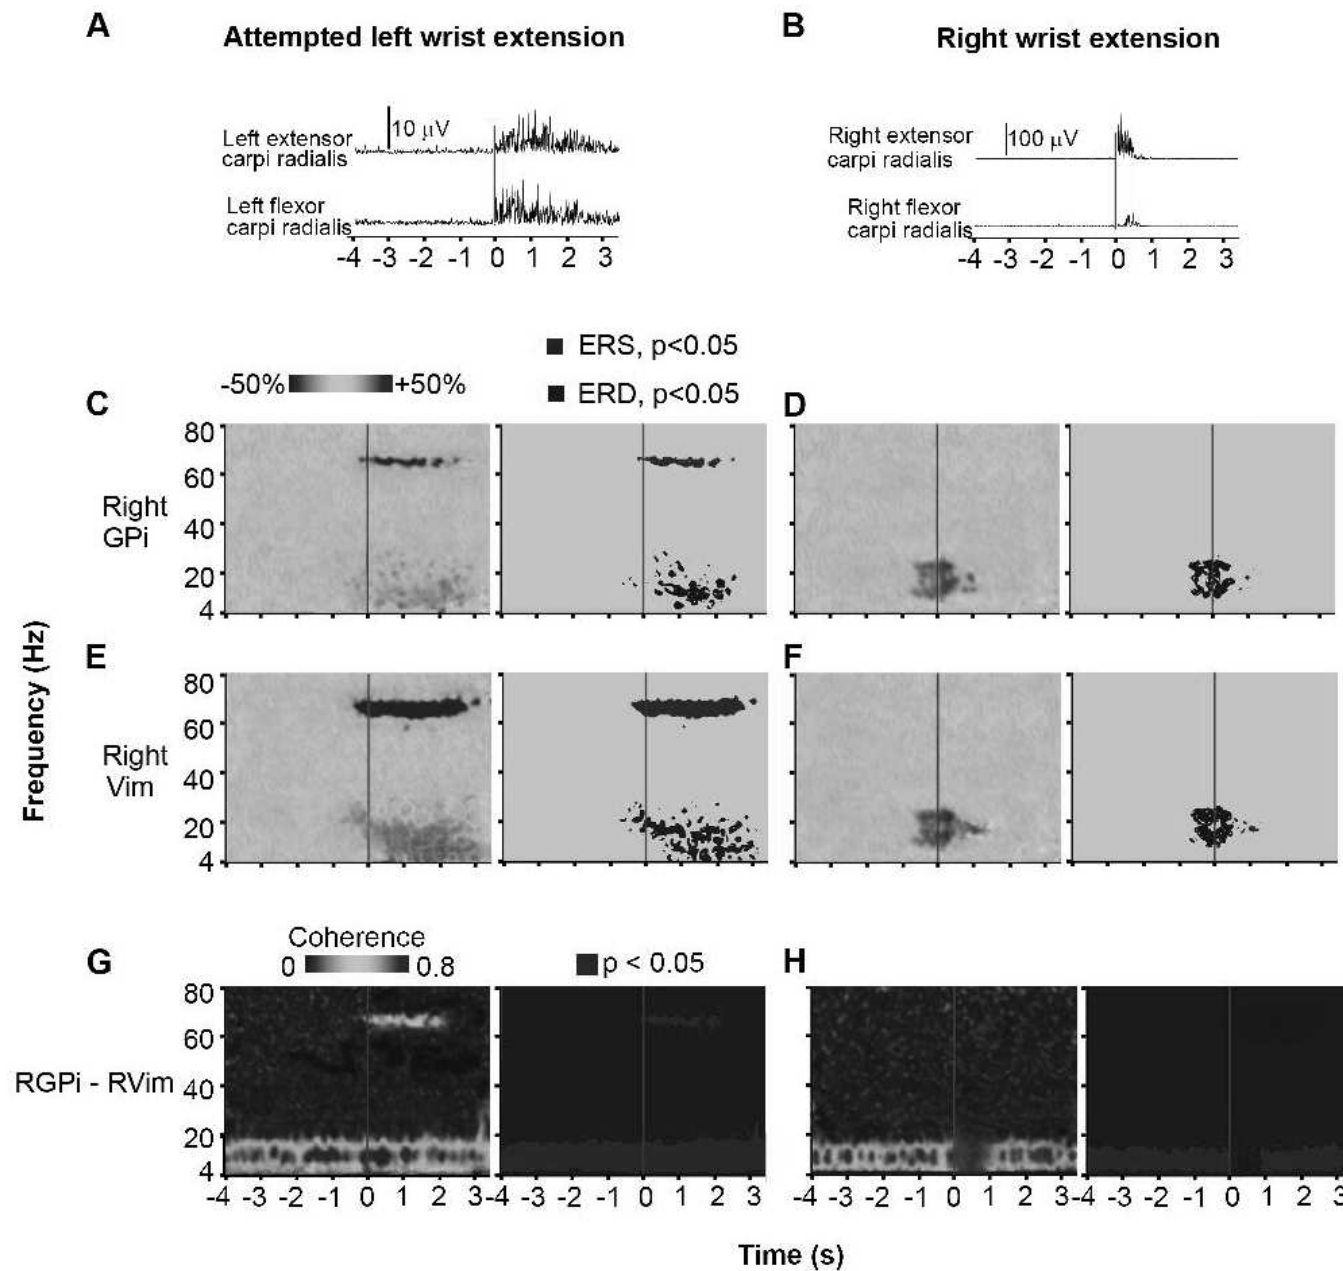 A
Attempted left wrist extension
B
Right wrist extension
Left extensor
carpi radialis
10 μV
Left flexor
carpi radialis
-4 -3 -2 -1 0 1 2 3
Right extensor
carpi radialis
100 μV
Right flexor
carpi radialis
-4 -3 -2 -1 0 1 2 3
ERS, p<0.05
-50% +50%
ERD, p<0.05
C
D
80
60
40
20
4
Right
GPi
E
F
80
60
40
20
4
Right
Vim
Frequency (Hz)
Coherence
0 0.8
p < 0.05
G
H
80
60
40
20
4
RGPi - RVim
-4 -3 -2 -1 0 1 2 3
-4 -3 -2 -1 0 1 2 3
-4 -3 -2 -1 0 1 2 3
-4 -3 -2 -1 0 1 2 3
Time (s)